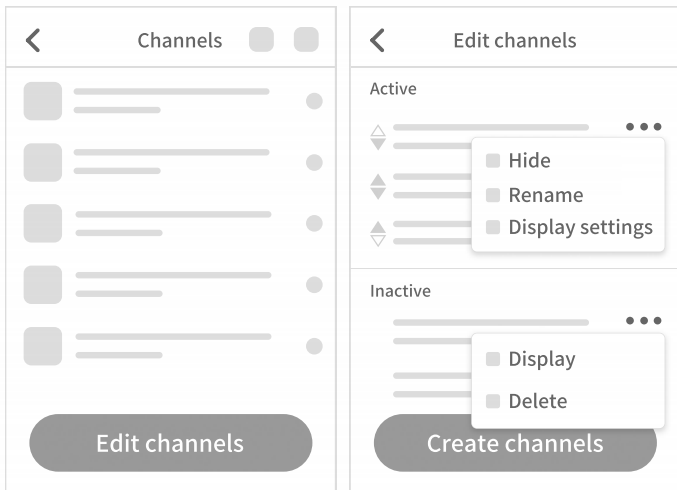 Channels
Edit channels
Edit channels
Active
Hide
Rename
Display settings
Inactive
Display
Delete
Create channels